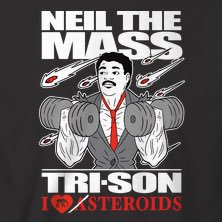 NEIL THE
MASS
TRI-SON
I ♥ ASTEROIDS